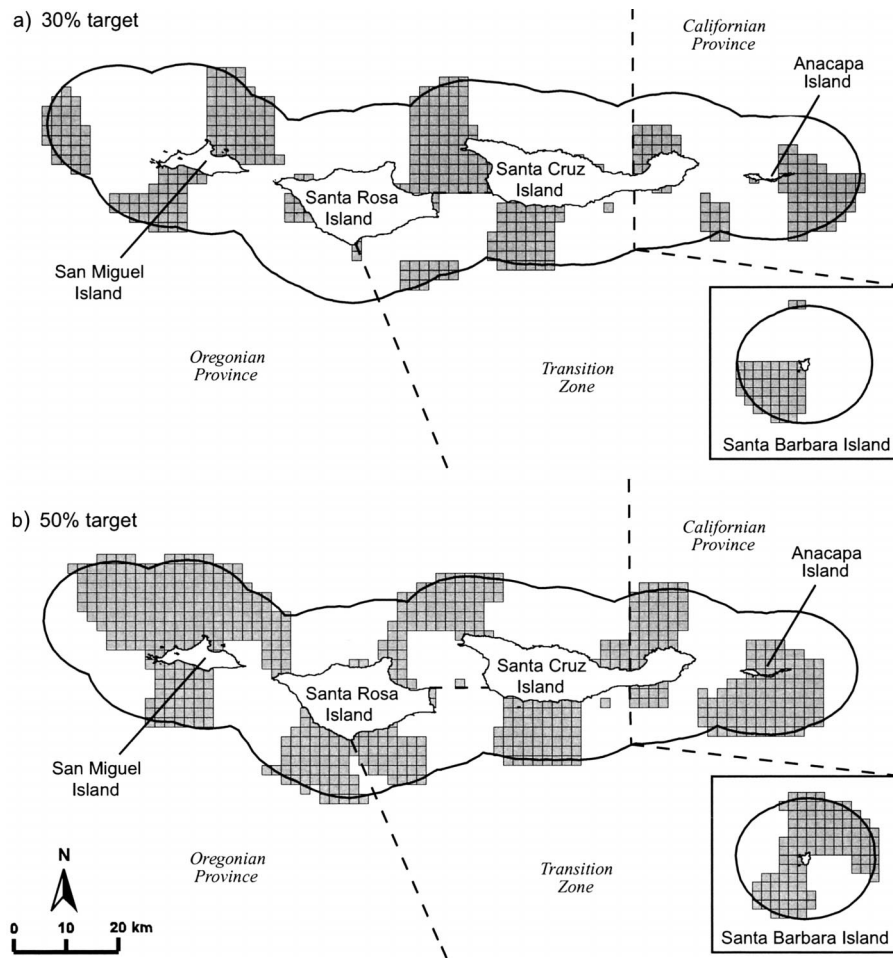 a) 30% target
Californian
Province
Anacapa
Island
Santa Cruz
Island
Santa Rosa
Island
San Miguel
Island
Oregonian
Province
Transition
Zone
Santa Barbara Island
b) 50% target
Californian
Province
Anacapa
Island
Santa Cruz
Island
Santa Rosa
Island
San Miguel
Island
Oregonian
Province
Transition
Zone
Santa Barbara Island
N
0 10 20 km